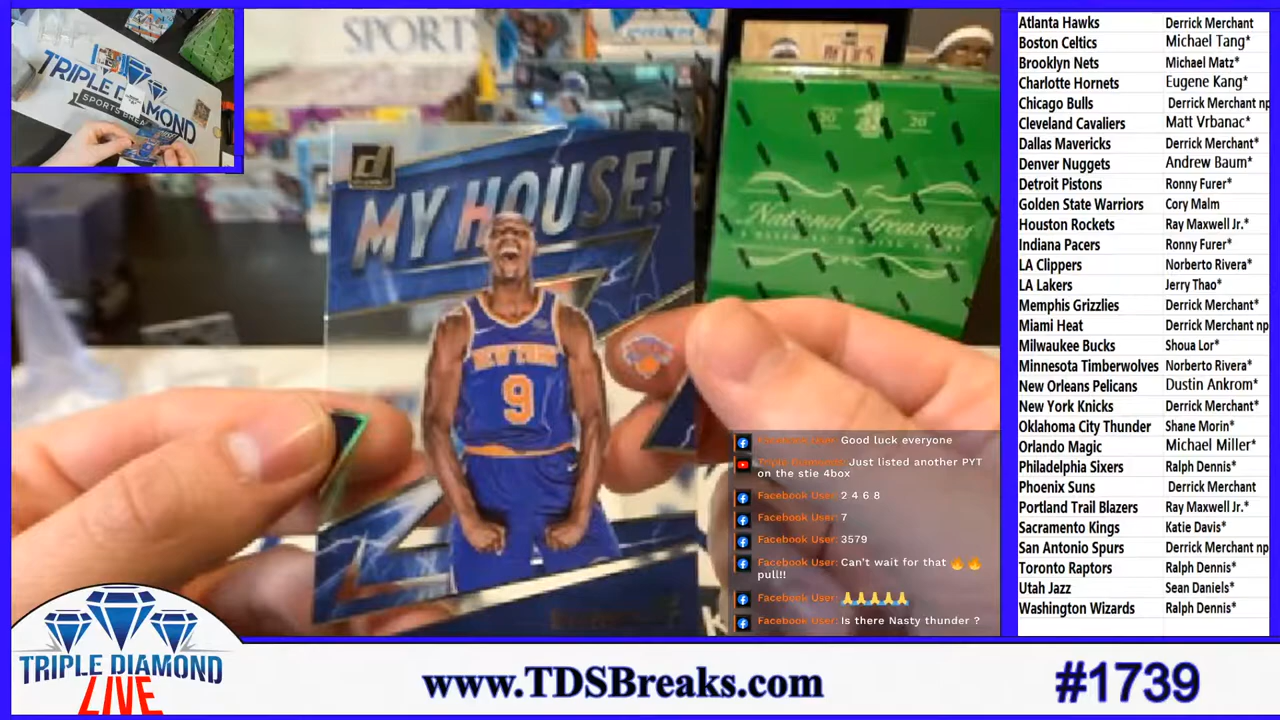 TRIPLE DIAMOND
SPORTS BREA
SPORT
MY HOUSE!
NEW YORK
9
20 20
National Treasures
Good luck everyone
Just listed another PYT
on the stie 4box
Facebook User: 2 4 6 8
Facebook User: 7
Facebook User: 3579
Facebook User: Can't wait for that 🔥 🔥
pull!!
Facebook User: 🙏🙏🙏🙏🙏
Facebook User: Is there Nasty thunder ?
Atlanta Hawks Derrick Merchant
Boston Celtics Michael Tang*
Brooklyn Nets Michael Matz*
Charlotte Hornets Eugene Kang*
Chicago Bulls Derrick Merchant np
Cleveland Cavaliers Matt Vrbanac*
Dallas Mavericks Derrick Merchant*
Denver Nuggets Andrew Baum*
Detroit Pistons Ronny Furer*
Golden State Warriors Cory Malm
Houston Rockets Ray Maxwell Jr.*
Indiana Pacers Ronny Furer*
LA Clippers Norberto Rivera*
LA Lakers Jerry Thao*
Memphis Grizzlies Derrick Merchant*
Miami Heat Derrick Merchant np
Milwaukee Bucks Shoua Lor*
Minnesota Timberwolves Norberto Rivera*
New Orleans Pelicans Dustin Ankrom*
New York Knicks Derrick Merchant*
Oklahoma City Thunder Shane Morin*
Orlando Magic Michael Miller*
Philadelphia Sixers Ralph Dennis*
Phoenix Suns Derrick Merchant
Portland Trail Blazers Ray Maxwell Jr.*
Sacramento Kings Katie Davis*
San Antonio Spurs Derrick Merchant np
Toronto Raptors Ralph Dennis*
Utah Jazz Sean Daniels*
Washington Wizards Ralph Dennis*
TRIPLE DIAMOND
LIVE
www.TDSBreaks.com
#1739